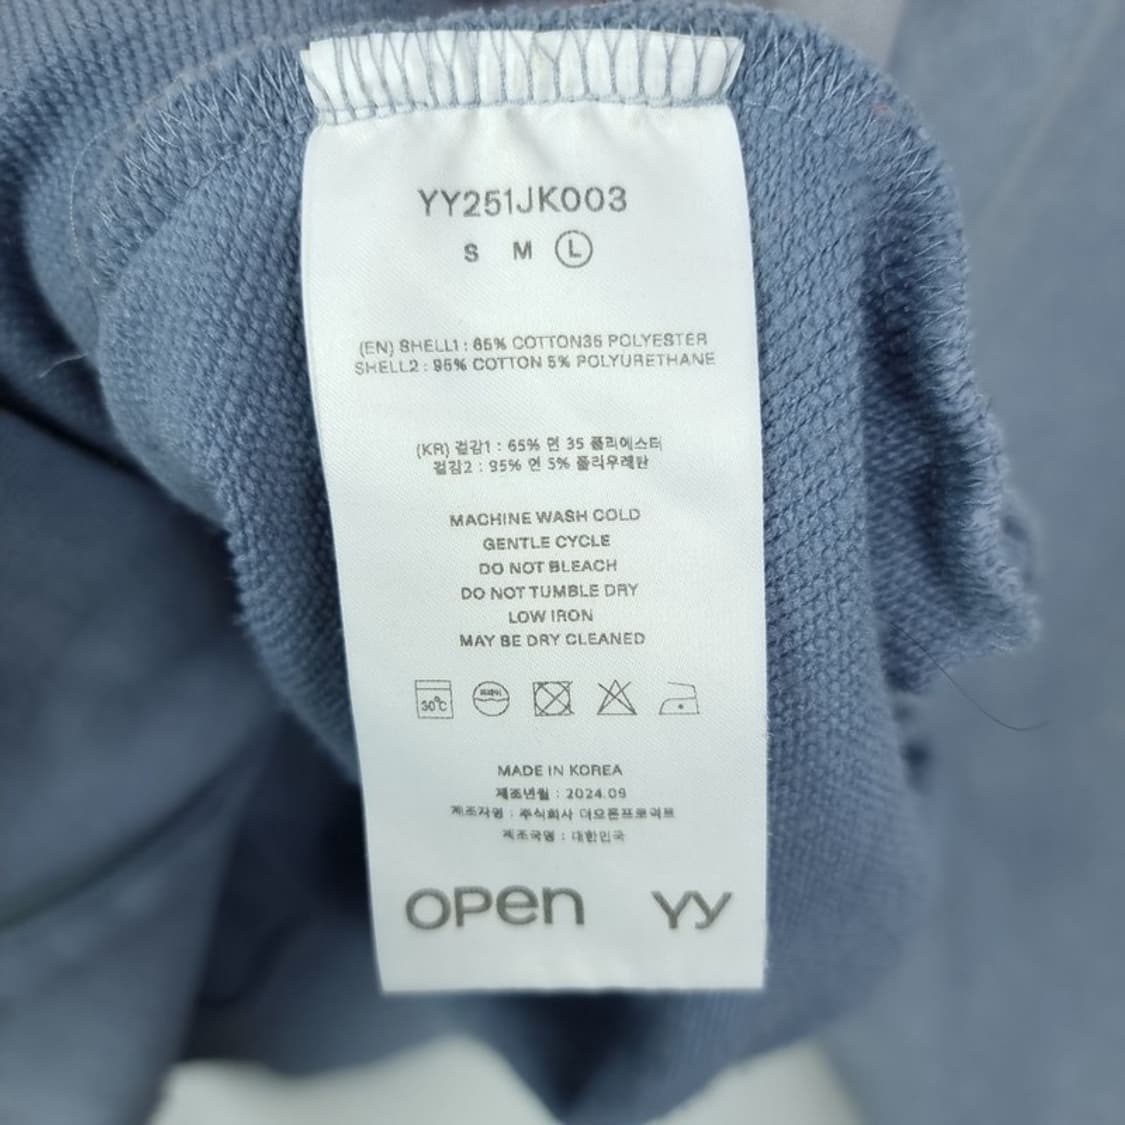 YY251JK003
S M L
(EN) SHELL1 : 65% COTTON35 POLYESTER
SHELL2 : 95% COTTON 5% POLYURETHANE
(KR) 겉감1 : 65% 면 35 폴리에스터
겉감2 : 95% 면 5% 폴리우레탄
MACHINE WASH COLD
GENTLE CYCLE
DO NOT BLEACH
DO NOT TUMBLE DRY
LOW IRON
MAY BE DRY CLEANED
30℃
MADE IN KOREA
제조년월 : 2024.09
제조자명 : 주식회사 더오픈프로덕트
제조국명 : 대한민국
OPEN YY